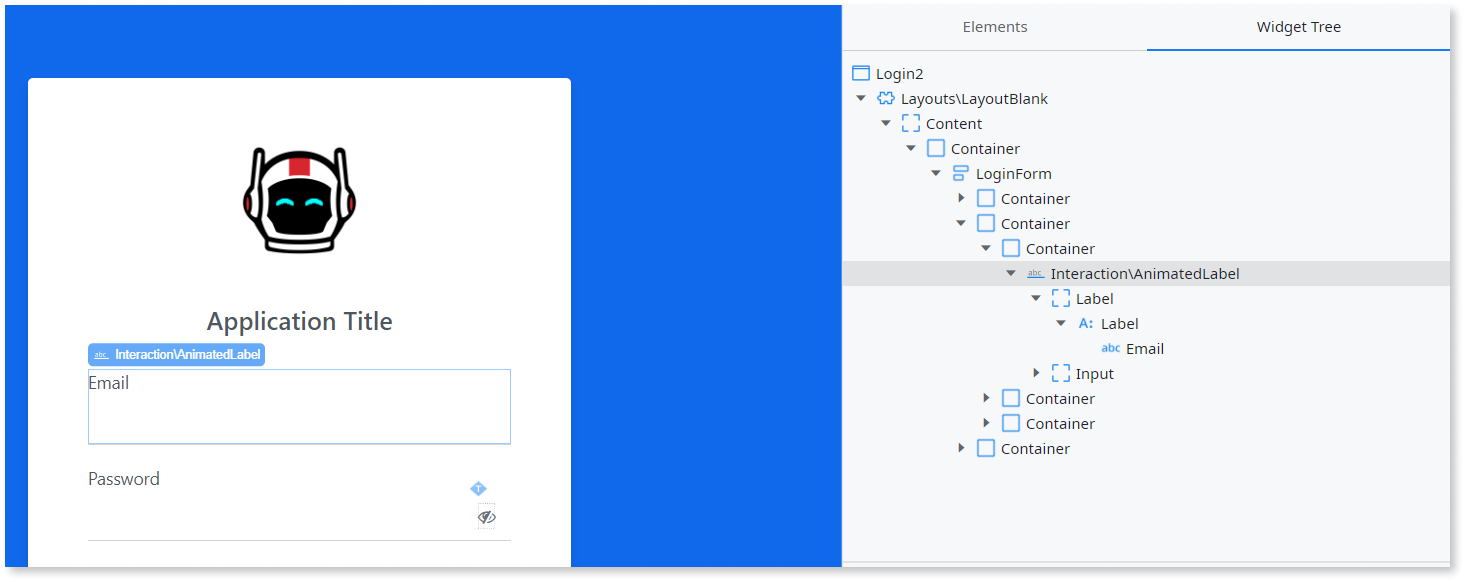 Application Title
abc Interaction\AnimatedLabel
Email
Password
T
Elements Widget Tree
Login2
Layouts\LayoutBlank
Content
Container
LoginForm
Container
Container
Container
abc Interaction\AnimatedLabel
Label
A: Label
abc Email
Input
Container
Container
Container